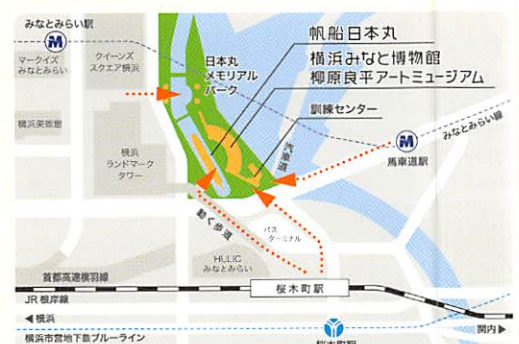 みなとみらい駅
マークイズ
みなとみらい
クイーンズ
スクエア横浜
日本丸
メモリアル
パーク
帆船日本丸
横浜みなと博物館
柳原良平アートミュージアム
訓練センター
みなとみらい線
馬車道駅
汽車道
横浜美術館
横浜
ランドマーク
タワー
動く歩道
バス
ターミナル
HULIC
みなとみらい
首都高速横羽線
桜木町駅
JR 根岸線
◀横浜
関内▶
横浜市営地下鉄ブルーライン
桜木町駅